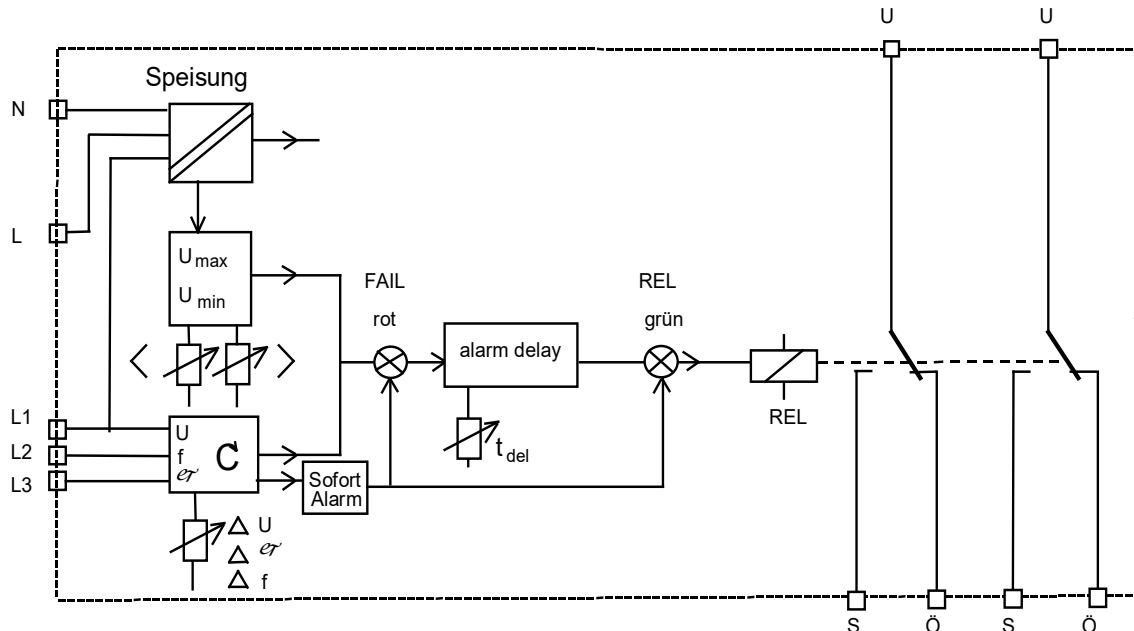 U U
Speisung
N
L
U max
U min
FAIL
rot
REL
grün
alarm delay
t del
REL
L1
L2
L3
U
f
C
Sofort
Alarm
Δ U
Δ
Δ f
S Ö S Ö